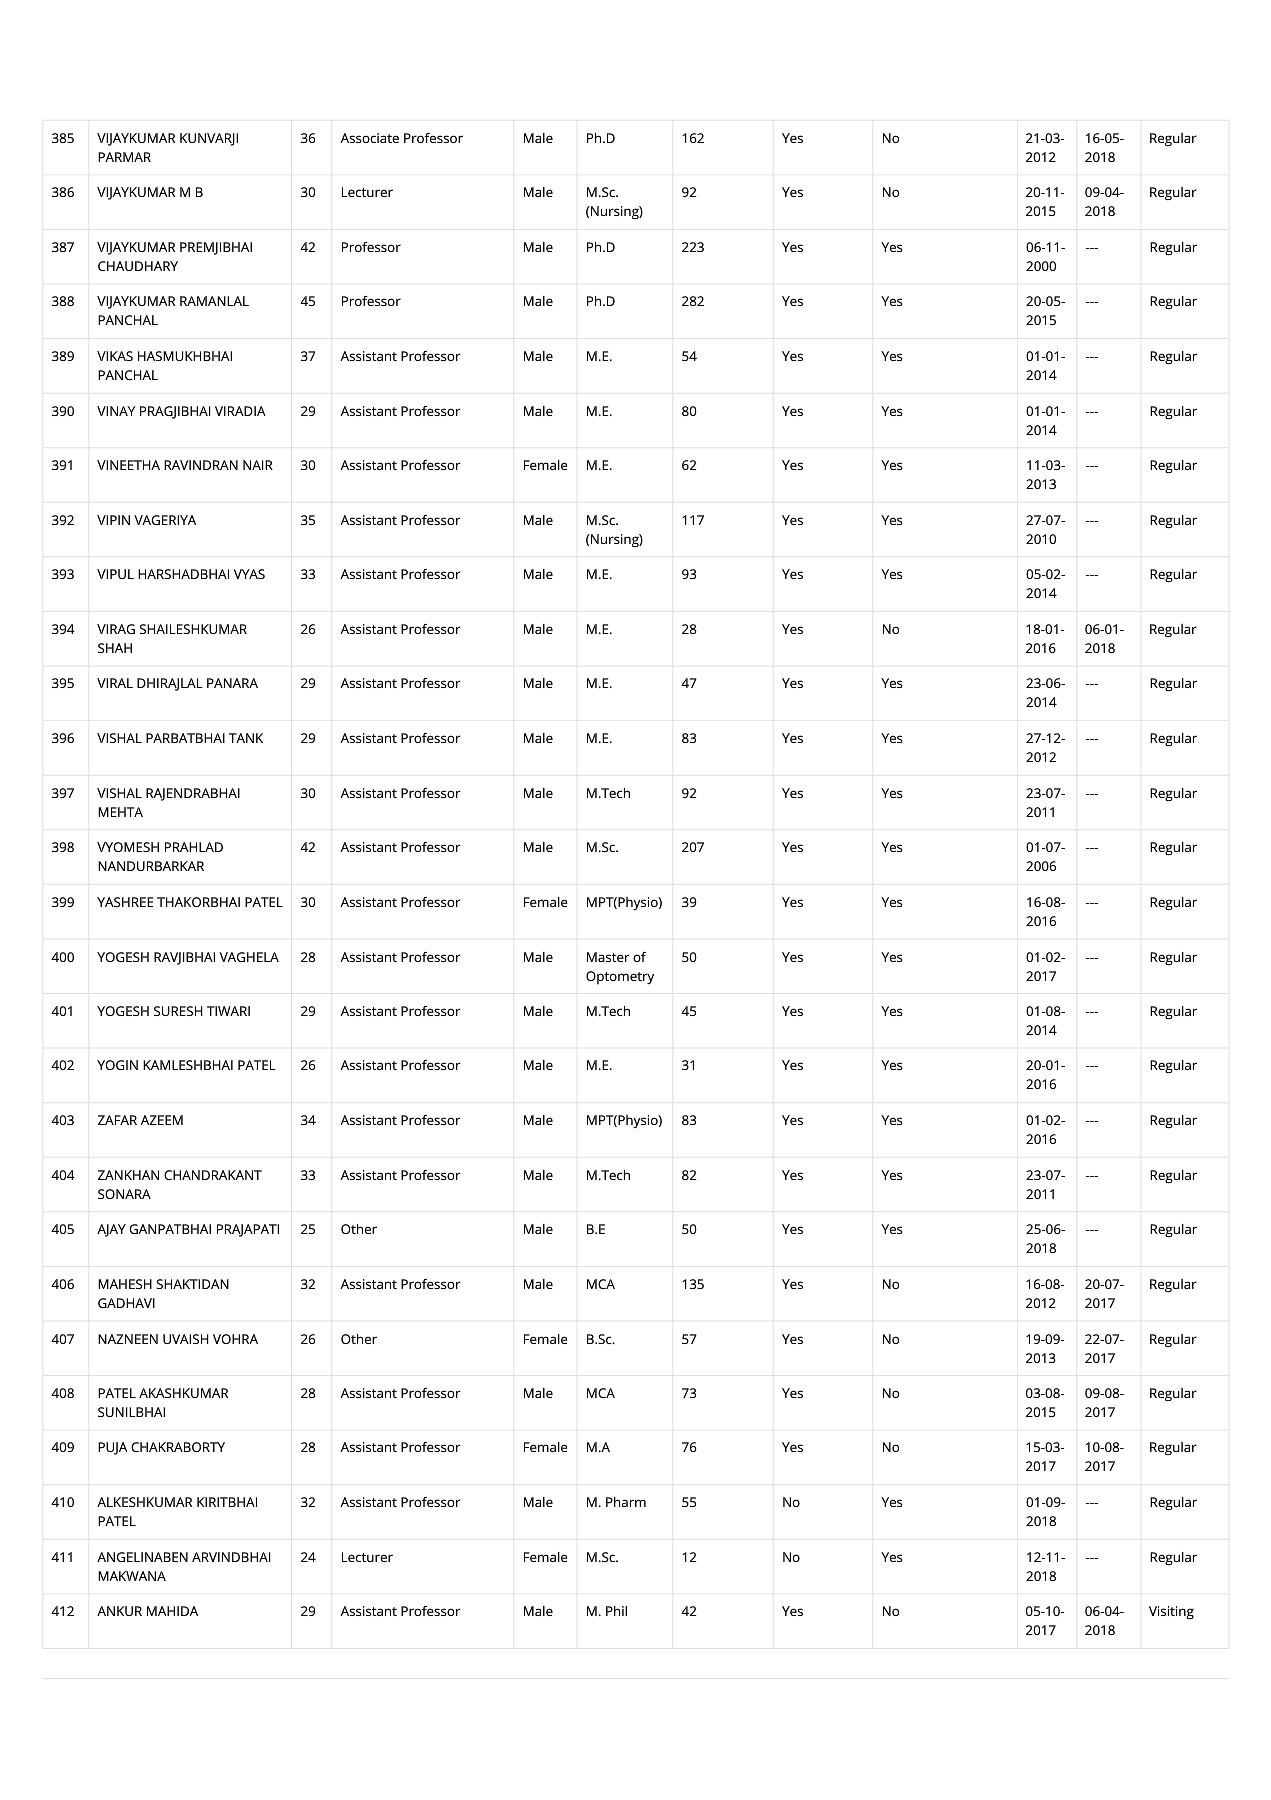 385 VIJAYKUMAR KUNVARJI 36 Associate Professor Male Ph.D 162 Yes No 21-03- 16-05- Regular
PARMAR 2012 2018
386 VIJAYKUMAR M B 30 Lecturer Male M.Sc. 92 Yes No 20-11- 09-04- Regular
(Nursing) 2015 2018
387 VIJAYKUMAR PREMJIBHAI 42 Professor Male Ph.D 223 Yes Yes 06-11- --- Regular
CHAUDHARY 2000
388 VIJAYKUMAR RAMANLAL 45 Professor Male Ph.D 282 Yes Yes 20-05- --- Regular
PANCHAL 2015
389 VIKAS HASMUKHBHAI 37 Assistant Professor Male M.E. 54 Yes Yes 01-01- --- Regular
PANCHAL 2014
390 VINAY PRAGJIBHAI VIRADIA 29 Assistant Professor Male M.E. 80 Yes Yes 01-01- --- Regular
2014
391 VINEETHA RAVINDRAN NAIR 30 Assistant Professor Female M.E. 62 Yes Yes 11-03- --- Regular
2013
392 VIPIN VAGERIYA 35 Assistant Professor Male M.Sc. 117 Yes Yes 27-07- --- Regular
(Nursing) 2010
393 VIPUL HARSHADBHAI VYAS 33 Assistant Professor Male M.E. 93 Yes Yes 05-02- --- Regular
2014
394 VIRAG SHAILESHKUMAR 26 Assistant Professor Male M.E. 28 Yes No 18-01- 06-01- Regular
SHAH 2016 2018
395 VIRAL DHIRAJLAL PANARA 29 Assistant Professor Male M.E. 47 Yes Yes 23-06- --- Regular
2014
396 VISHAL PARBATBHAI TANK 29 Assistant Professor Male M.E. 83 Yes Yes 27-12- --- Regular
2012
397 VISHAL RAJENDRABHAI 30 Assistant Professor Male M.Tech 92 Yes Yes 23-07- --- Regular
MEHTA 2011
398 VYOMESH PRAHLAD 42 Assistant Professor Male M.Sc. 207 Yes Yes 01-07- --- Regular
NANDURBARKAR 2006
399 YASHREE THAKORBHAI PATEL 30 Assistant Professor Female MPT(Physio) 39 Yes Yes 16-08- --- Regular
2016
400 YOGESH RAVJIBHAI VAGHELA 28 Assistant Professor Male Master of 50 Yes Yes 01-02- --- Regular
Optometry 2017
401 YOGESH SURESH TIWARI 29 Assistant Professor Male M.Tech 45 Yes Yes 01-08- --- Regular
2014
402 YOGIN KAMLESHBHAI PATEL 26 Assistant Professor Male M.E. 31 Yes Yes 20-01- --- Regular
2016
403 ZAFAR AZEEM 34 Assistant Professor Male MPT(Physio) 83 Yes Yes 01-02- --- Regular
2016
404 ZANKHAN CHANDRAKANT 33 Assistant Professor Male M.Tech 82 Yes Yes 23-07- --- Regular
SONARA 2011
405 AJAY GANPATBHAI PRAJAPATI 25 Other Male B.E 50 Yes Yes 25-06- --- Regular
2018
406 MAHESH SHAKTIDAN 32 Assistant Professor Male MCA 135 Yes No 16-08- 20-07- Regular
GADHAVI 2012 2017
407 NAZNEEN UVAISH VOHRA 26 Other Female B.Sc. 57 Yes No 19-09- 22-07- Regular
2013 2017
408 PATEL AKASHKUMAR 28 Assistant Professor Male MCA 73 Yes No 03-08- 09-08- Regular
SUNILBHAI 2015 2017
409 PUJA CHAKRABORTY 28 Assistant Professor Female M.A 76 Yes No 15-03- 10-08- Regular
2017 2017
410 ALKESHKUMAR KIRITBHAI 32 Assistant Professor Male M. Pharm 55 No Yes 01-09- --- Regular
PATEL 2018
411 ANGELINABEN ARVINDBHAI 24 Lecturer Female M.Sc. 12 No Yes 12-11- --- Regular
MAKWANA 2018
412 ANKUR MAHIDA 29 Assistant Professor Male M. Phil 42 Yes No 05-10- 06-04- Visiting
2017 2018